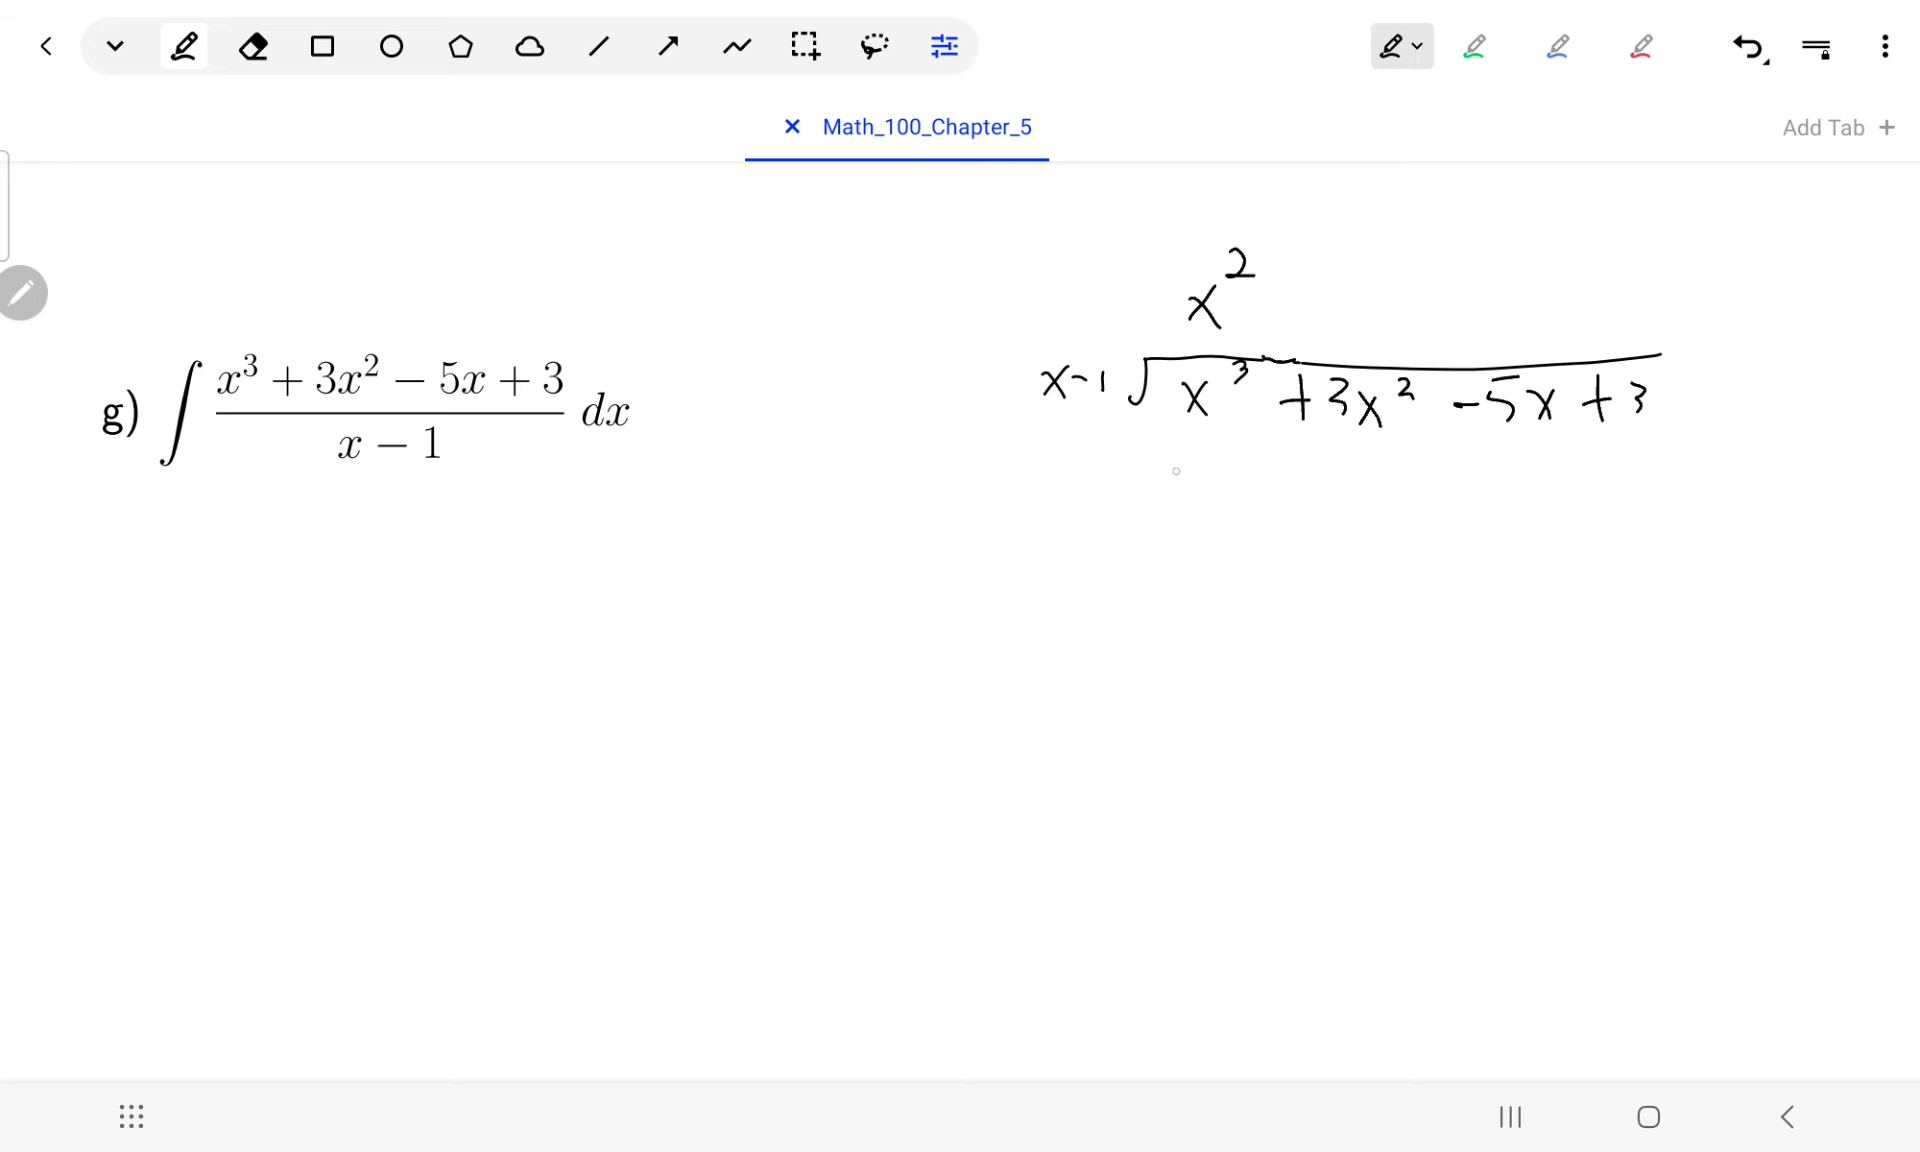 Math_100_Chapter_5
Add Tab +
g) ∫ (x³ + 3x² − 5x + 3)/(x − 1) dx
x²
x-1 √ x³ +3x² -5x +3